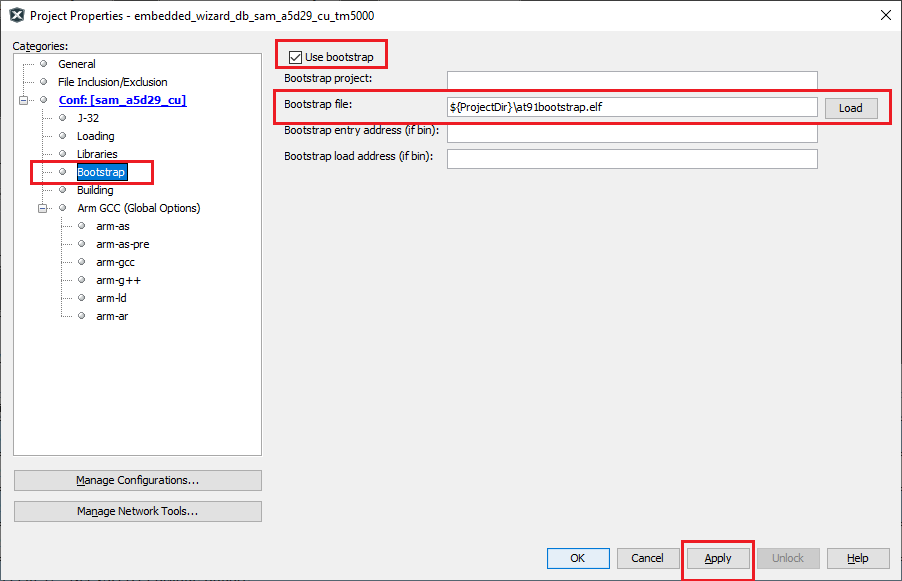 Project Properties - embedded_wizard_db_sam_a5d29_cu_tm5000
Categories:
General
File Inclusion/Exclusion
Conf: [sam_a5d29_cu]
J-32
Loading
Libraries
Bootstrap
Building
Arm GCC (Global Options)
arm-as
arm-as-pre
arm-gcc
arm-g++
arm-ld
arm-ar
Manage Configurations...
Manage Network Tools...
Use bootstrap
Bootstrap project:
Bootstrap file: ${ProjectDir}\at91bootstrap.elf Load
Bootstrap entry address (if bin):
Bootstrap load address (if bin):
OK Cancel Apply Unlock Help